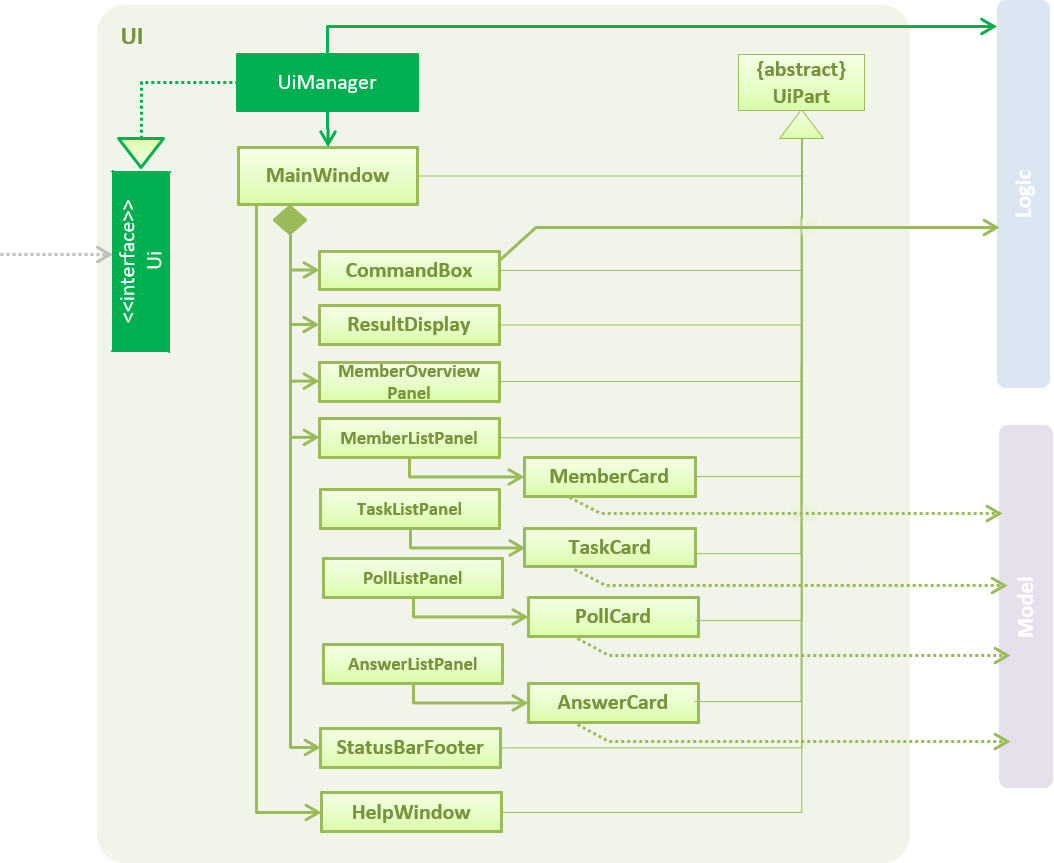 UI
UiManager
{abstract}
UiPart
MainWindow
<<interface>>
Ui
Logic
CommandBox
ResultDisplay
MemberOverview
Panel
MemberListPanel
MemberCard
TaskListPanel
TaskCard
PollListPanel
PollCard
Model
AnswerListPanel
AnswerCard
StatusBarFooter
HelpWindow